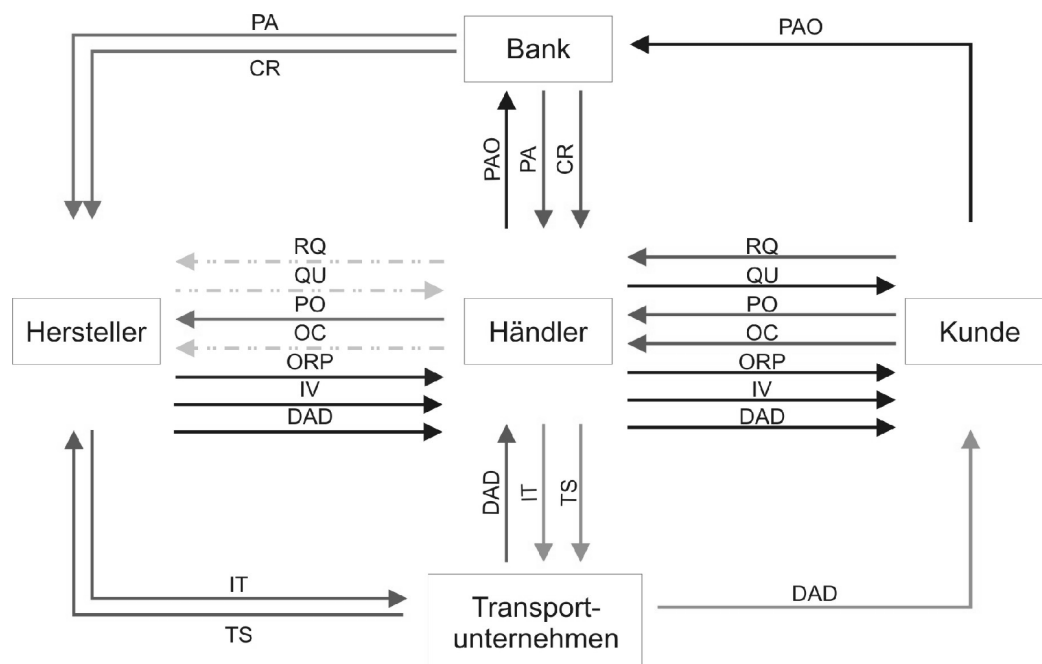 PA
CR
Bank
PAO
PAO
PA
CR
RQ
QU
PO
OC
ORP
IV
DAD
RQ
QU
PO
OC
ORP
IV
DAD
Hersteller
Händler
Kunde
DAD
IT
TS
IT
TS
Transport-
unternehmen
DAD